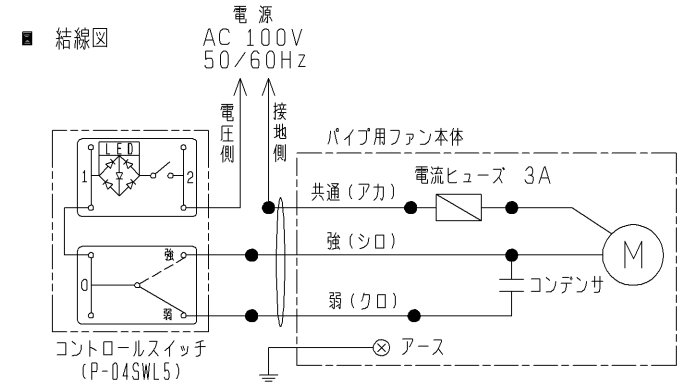 ■ 結線図
電源
AC 100V
50/60Hz
電圧側
接地側
パイプ用ファン本体
LED
1
2
電流ヒューズ 3A
共通(アカ)
強
強(シロ)
M
0
コンデンサ
弱
弱(クロ)
コントロールスイッチ
(P-04SWL5)
アース